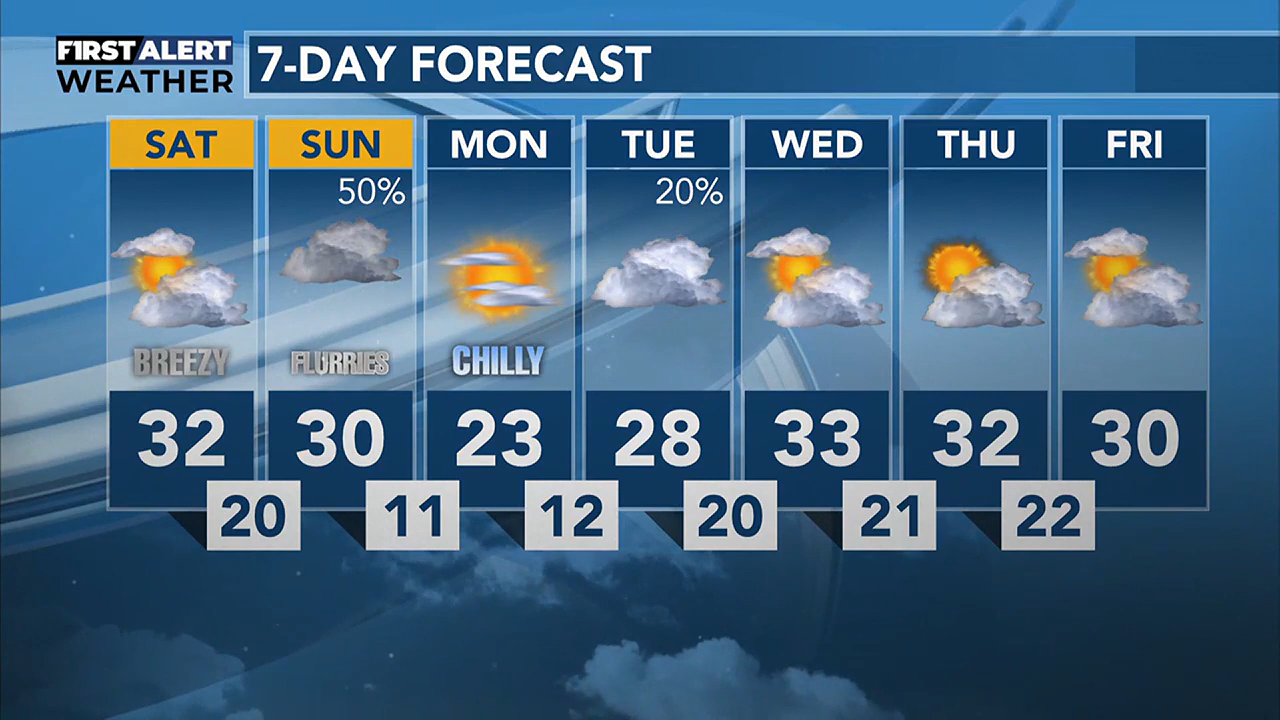 FIRST ALERT
WEATHER
7-DAY FORECAST
SAT SUN MON TUE WED THU FRI
50% 20%
BREEZY FLURRIES CHILLY
32 30 23 28 33 32 30
20 11 12 20 21 22